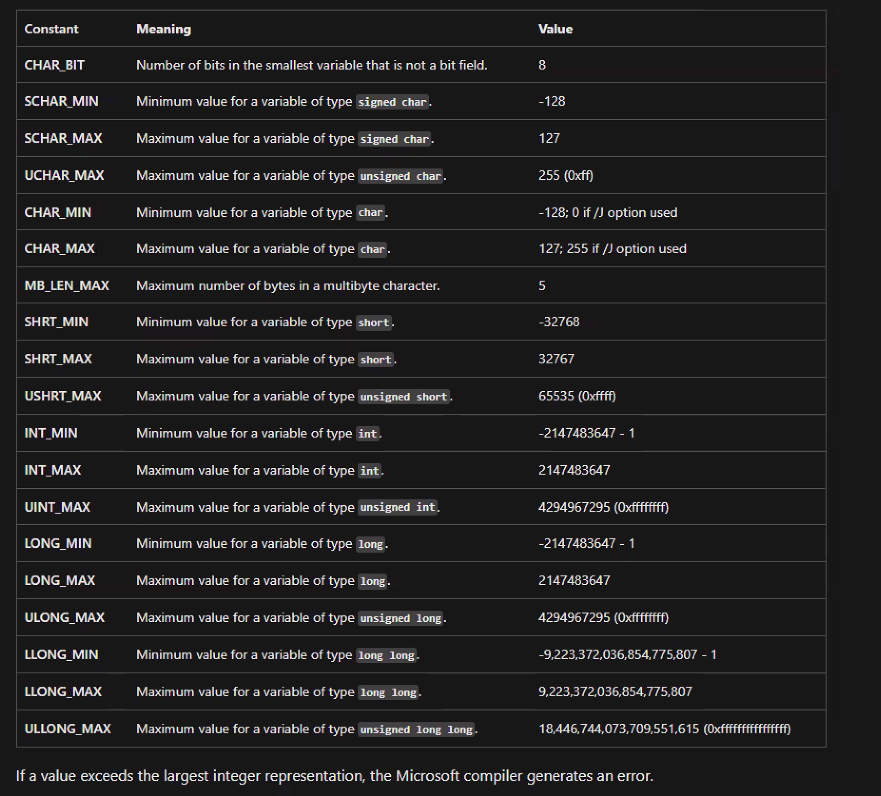 Constant Meaning Value
CHAR_BIT Number of bits in the smallest variable that is not a bit field. 8
SCHAR_MIN Minimum value for a variable of type signed char. -128
SCHAR_MAX Maximum value for a variable of type signed char. 127
UCHAR_MAX Maximum value for a variable of type unsigned char. 255 (0xff)
CHAR_MIN Minimum value for a variable of type char. -128; 0 if /J option used
CHAR_MAX Maximum value for a variable of type char. 127; 255 if /J option used
MB_LEN_MAX Maximum number of bytes in a multibyte character. 5
SHRT_MIN Minimum value for a variable of type short. -32768
SHRT_MAX Maximum value for a variable of type short. 32767
USHRT_MAX Maximum value for a variable of type unsigned short. 65535 (0xffff)
INT_MIN Minimum value for a variable of type int. -2147483647 - 1
INT_MAX Maximum value for a variable of type int. 2147483647
UINT_MAX Maximum value for a variable of type unsigned int. 4294967295 (0xffffffff)
LONG_MIN Minimum value for a variable of type long. -2147483647 - 1
LONG_MAX Maximum value for a variable of type long. 2147483647
ULONG_MAX Maximum value for a variable of type unsigned long. 4294967295 (0xffffffff)
LLONG_MIN Minimum value for a variable of type long long. -9,223,372,036,854,775,807 - 1
LLONG_MAX Maximum value for a variable of type long long. 9,223,372,036,854,775,807
ULLONG_MAX Maximum value for a variable of type unsigned long long. 18,446,744,073,709,551,615 (0xffffffffffffffff)
If a value exceeds the largest integer representation, the Microsoft compiler generates an error.